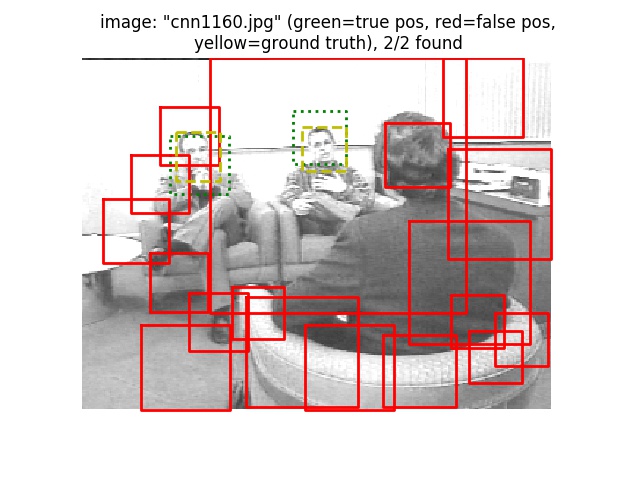 image: "cnn1160.jpg" (green=true pos, red=false pos,
yellow=ground truth), 2/2 found